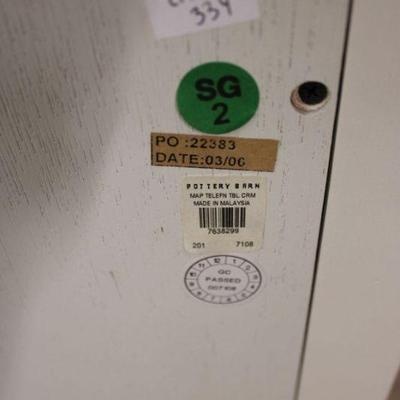 334
SG
2
PO :22383
DATE:03/06
POTTERY BARN
MAP TELEFN TBL CRM
MADE IN MALAYSIA
7638299
201 7108
QC
PASSED